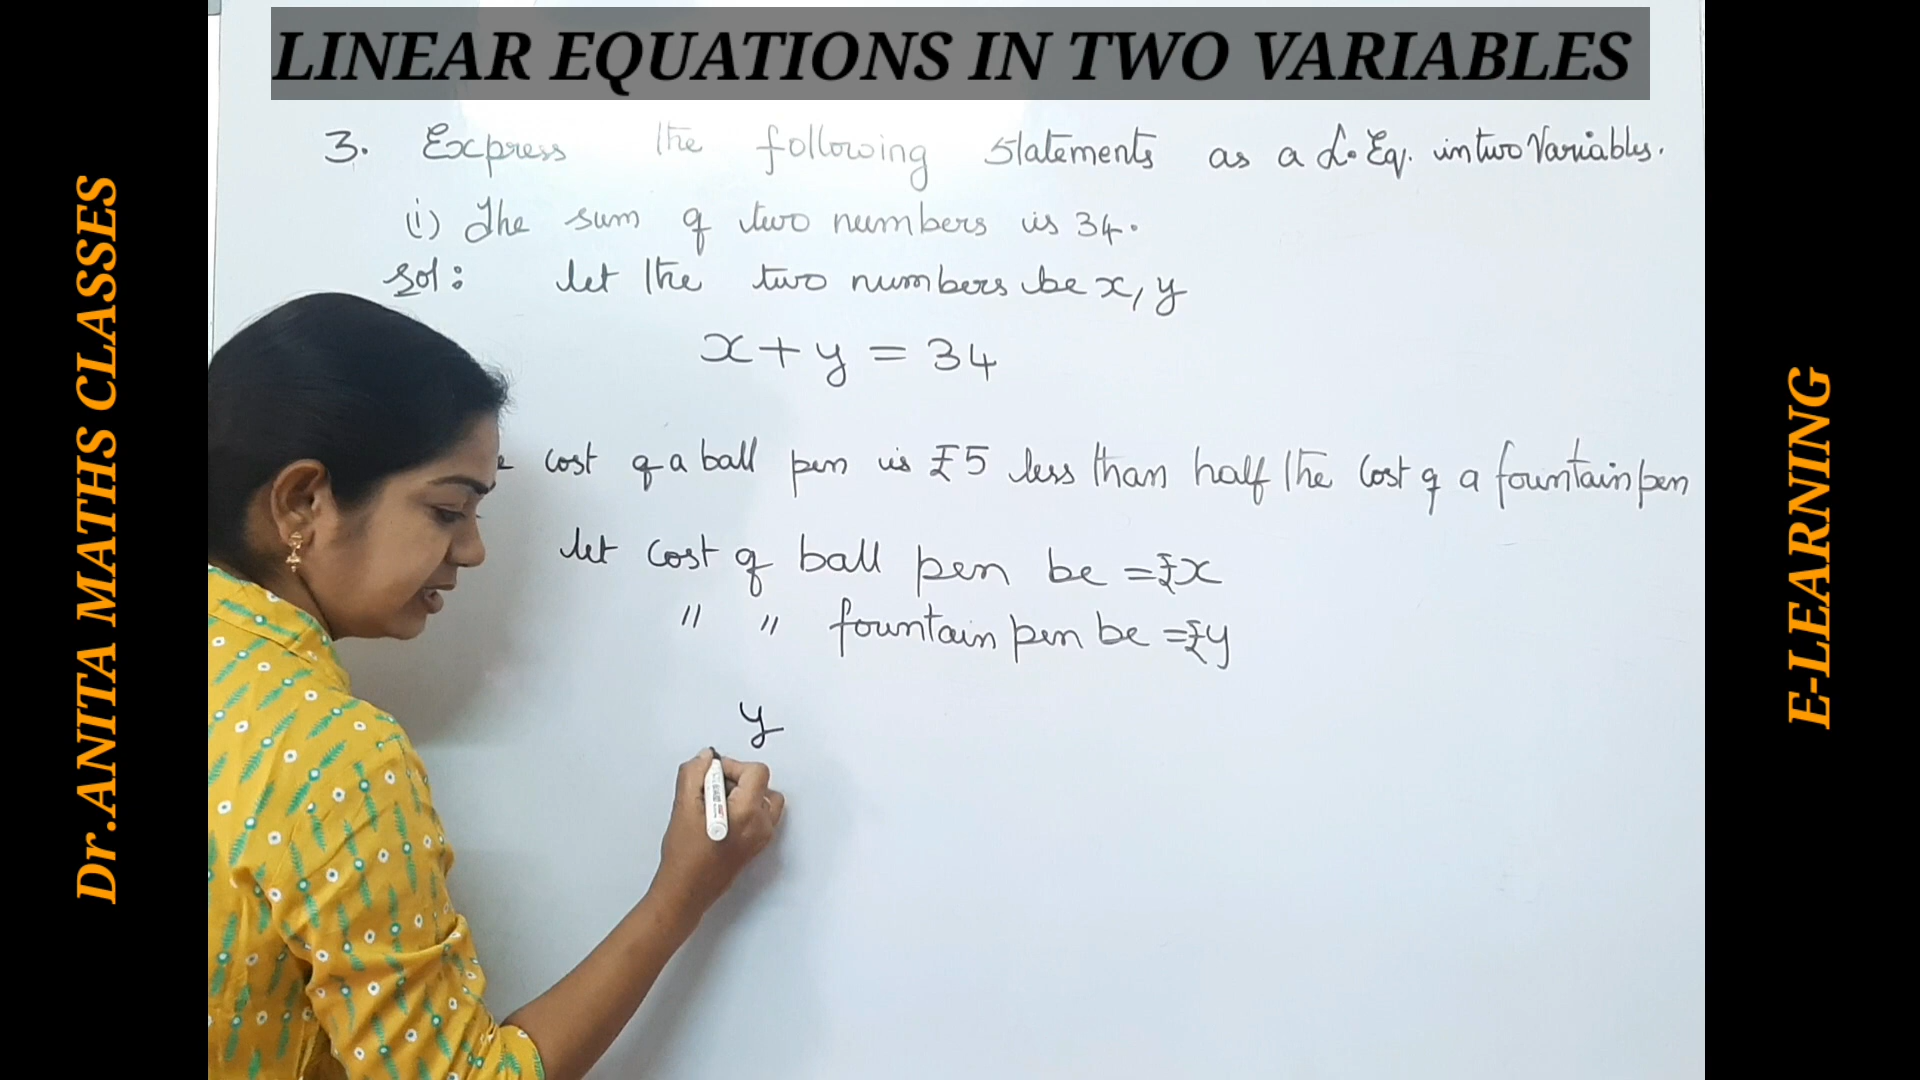 LINEAR EQUATIONS IN TWO VARIABLES
3. Express the following statements as a L. Eq. in two Variables.
(i) The sum of two numbers is 34.
Sol: let the two numbers be x, y
x + y = 34
cost of a ball pen is ₹5 less than half the cost of a fountain pen
let cost of ball pen be = ₹x
" " fountain pen be = ₹y
y
Dr.ANITA MATHS CLASSES
E-LEARNING